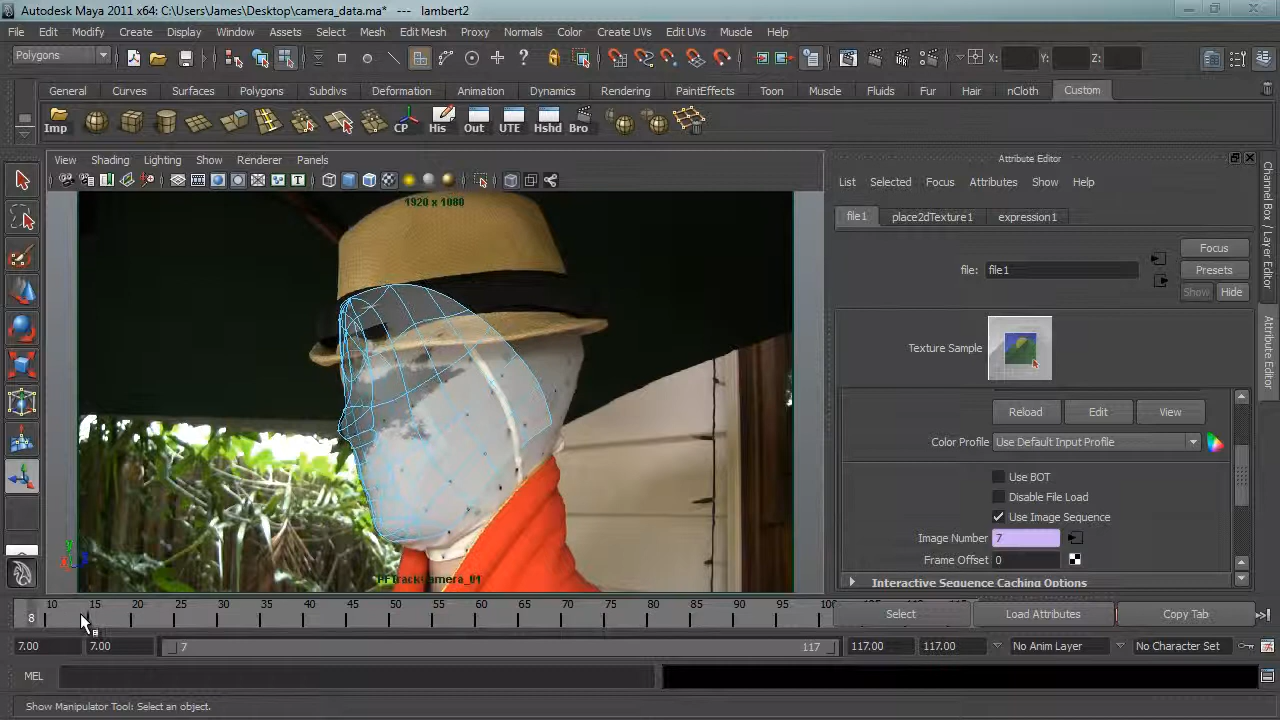 Autodesk Maya 2011 x64: C:\Users\James\Desktop\camera_data.ma* --- lambert2
File Edit Modify Create Display Window Assets Select Mesh Edit Mesh Proxy Normals Color Create UVs Edit UVs Muscle Help
Polygons X: Y: Z:
General Curves Surfaces Polygons Subdivs Deformation Animation Dynamics Rendering PaintEffects Toon Muscle Fluids Fur Hair nCloth Custom
Imp CP His Out UTE Hshd Bro
View Shading Lighting Show Renderer Panels
1920 x 1080
PFTrackCamera_01
Attribute Editor
List Selected Focus Attributes Show Help
file1 place2dTexture1 expression1
Focus
file: file1 Presets
Show Hide
Texture Sample
Reload Edit View
Color Profile Use Default Input Profile
Use BOT
Disable File Load
Use Image Sequence
Image Number 7
Frame Offset 0
Interactive Sequence Caching Options
Select Load Attributes Copy Tab
Channel Box / Layer Editor
Attribute Editor
8 10 15 20 25 30 35 40 45 50 55 60 65 70 75 80 85 90 95 100
7.00 7.00 7 117 117.00 117.00 No Anim Layer No Character Set
MEL
Show Manipulator Tool: Select an object.